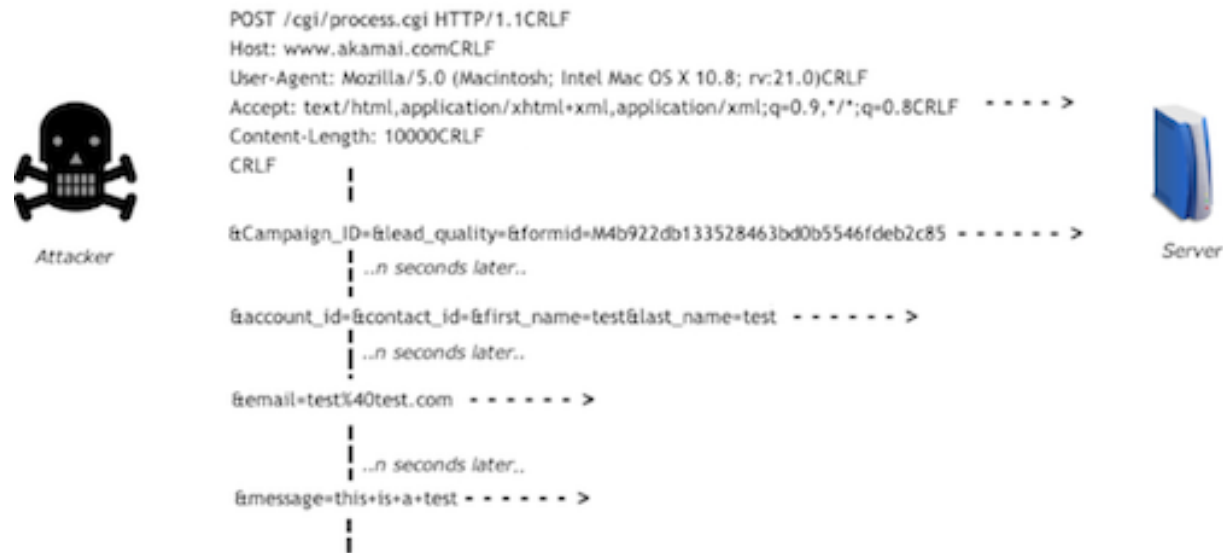 POST /cgi/process.cgi HTTP/1.1CRLF
Host: www.akamai.comCRLF
User-Agent: Mozilla/5.0 (Macintosh; Intel Mac OS X 10.8; rv:21.0)CRLF
Accept: text/html,application/xhtml+xml,application/xml;q=0.9,*/*;q=0.8CRLF
Content-Length: 10000CRLF
CRLF
Attacker
Server
&Campaign_ID=&lead_quality=&formid=M4b922db133528463bd0b5546fdeb2c85
..n seconds later..
&account_id=&contact_id=&first_name=test&last_name=test
..n seconds later..
&email=test%40test.com
..n seconds later..
&message=this+is+a+test